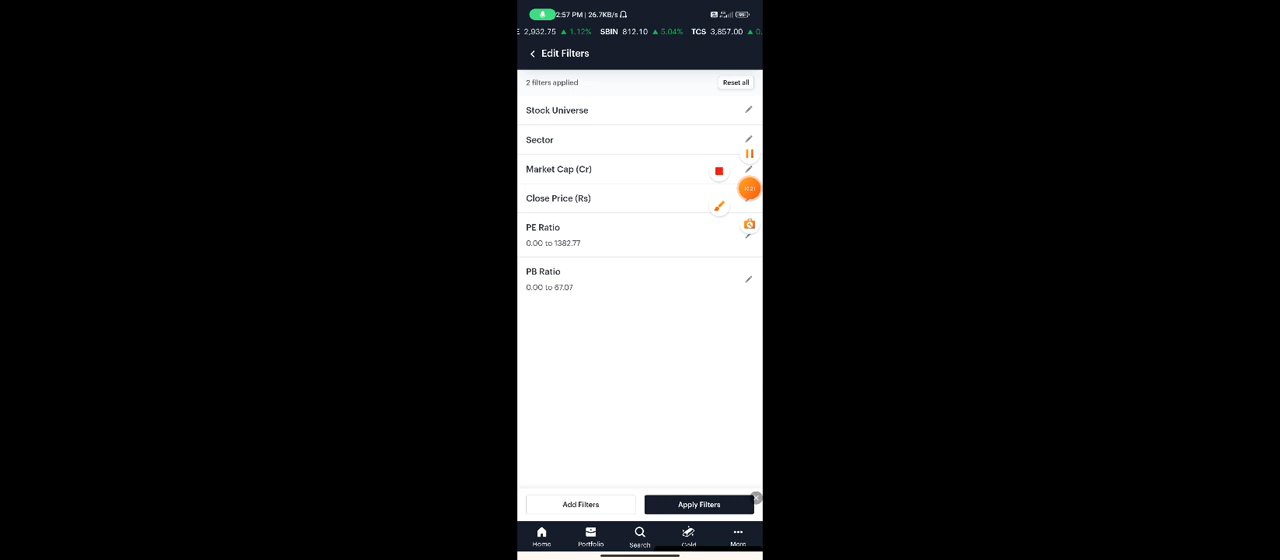 2:57 PM | 26.7KB/s
E 2,932.75 ▲ 1.12% SBIN 812.10 ▲ 5.04% TCS 3,857.00 ▲ 0.
Edit Filters
2 filters applied
Reset all
Stock Universe
Sector
Market Cap (Cr)
Close Price (Rs)
PE Ratio
0.00 to 1382.77
PB Ratio
0.00 to 67.07
Add Filters
Apply Filters
Home
Portfolio
Search
Gold
More